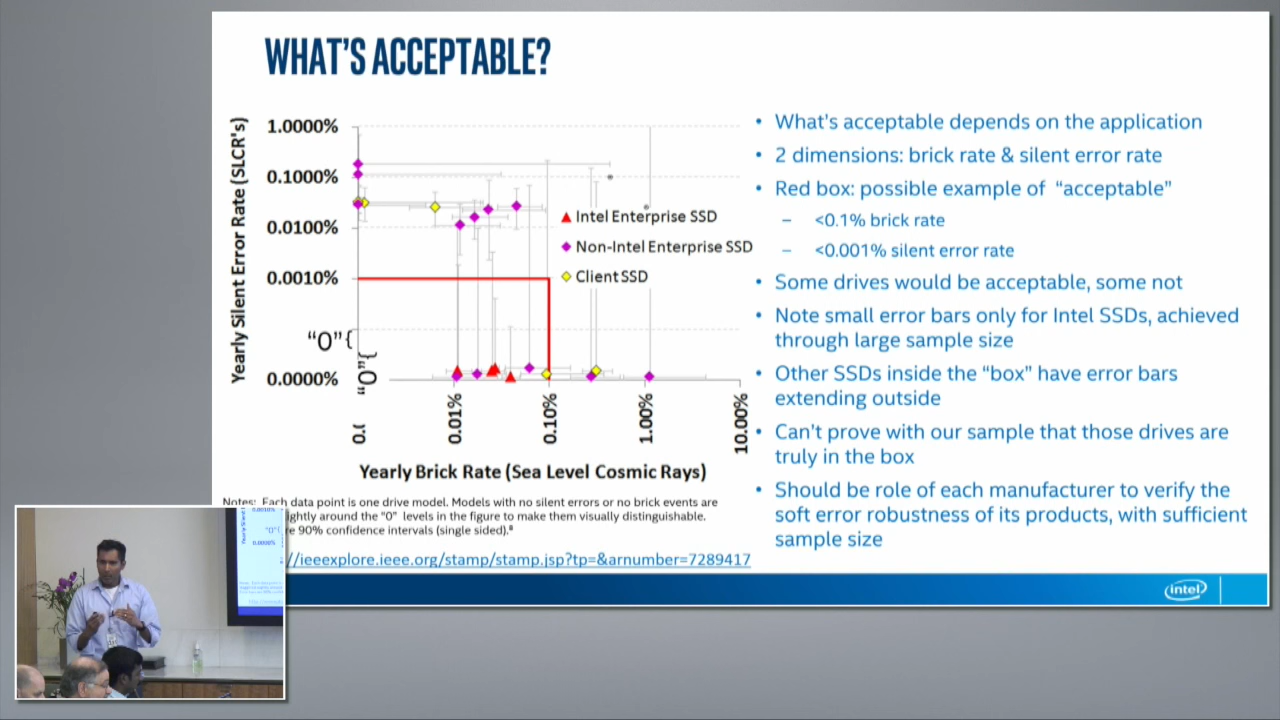 WHAT'S ACCEPTABLE?
Yearly Silent Error Rate (SLCR's)
1.0000%
0.1000%
0.0100%
0.0010%
"0"{
}"0"
0.0000%
0.(
0.01%
0.10%
1.00%
10.00%
Yearly Brick Rate (Sea Level Cosmic Rays)
Intel Enterprise SSD
Non-Intel Enterprise SSD
Client SSD
Notes: Each data point is one drive model. Models with no silent errors or no brick events are
lightly around the "0" levels in the figure to make them visually distinguishable.
re 90% confidence intervals (single sided).⁸
//ieeexplore.ieee.org/stamp/stamp.jsp?tp=&arnumber=7289417
• What's acceptable depends on the application
• 2 dimensions: brick rate & silent error rate
• Red box: possible example of "acceptable"
– <0.1% brick rate
– <0.001% silent error rate
• Some drives would be acceptable, some not
• Note small error bars only for Intel SSDs, achieved
through large sample size
• Other SSDs inside the "box" have error bars
extending outside
• Can't prove with our sample that those drives are
truly in the box
• Should be role of each manufacturer to verify the
soft error robustness of its products, with sufficient
sample size
intel
0.0010%
"0"{
0.0000%